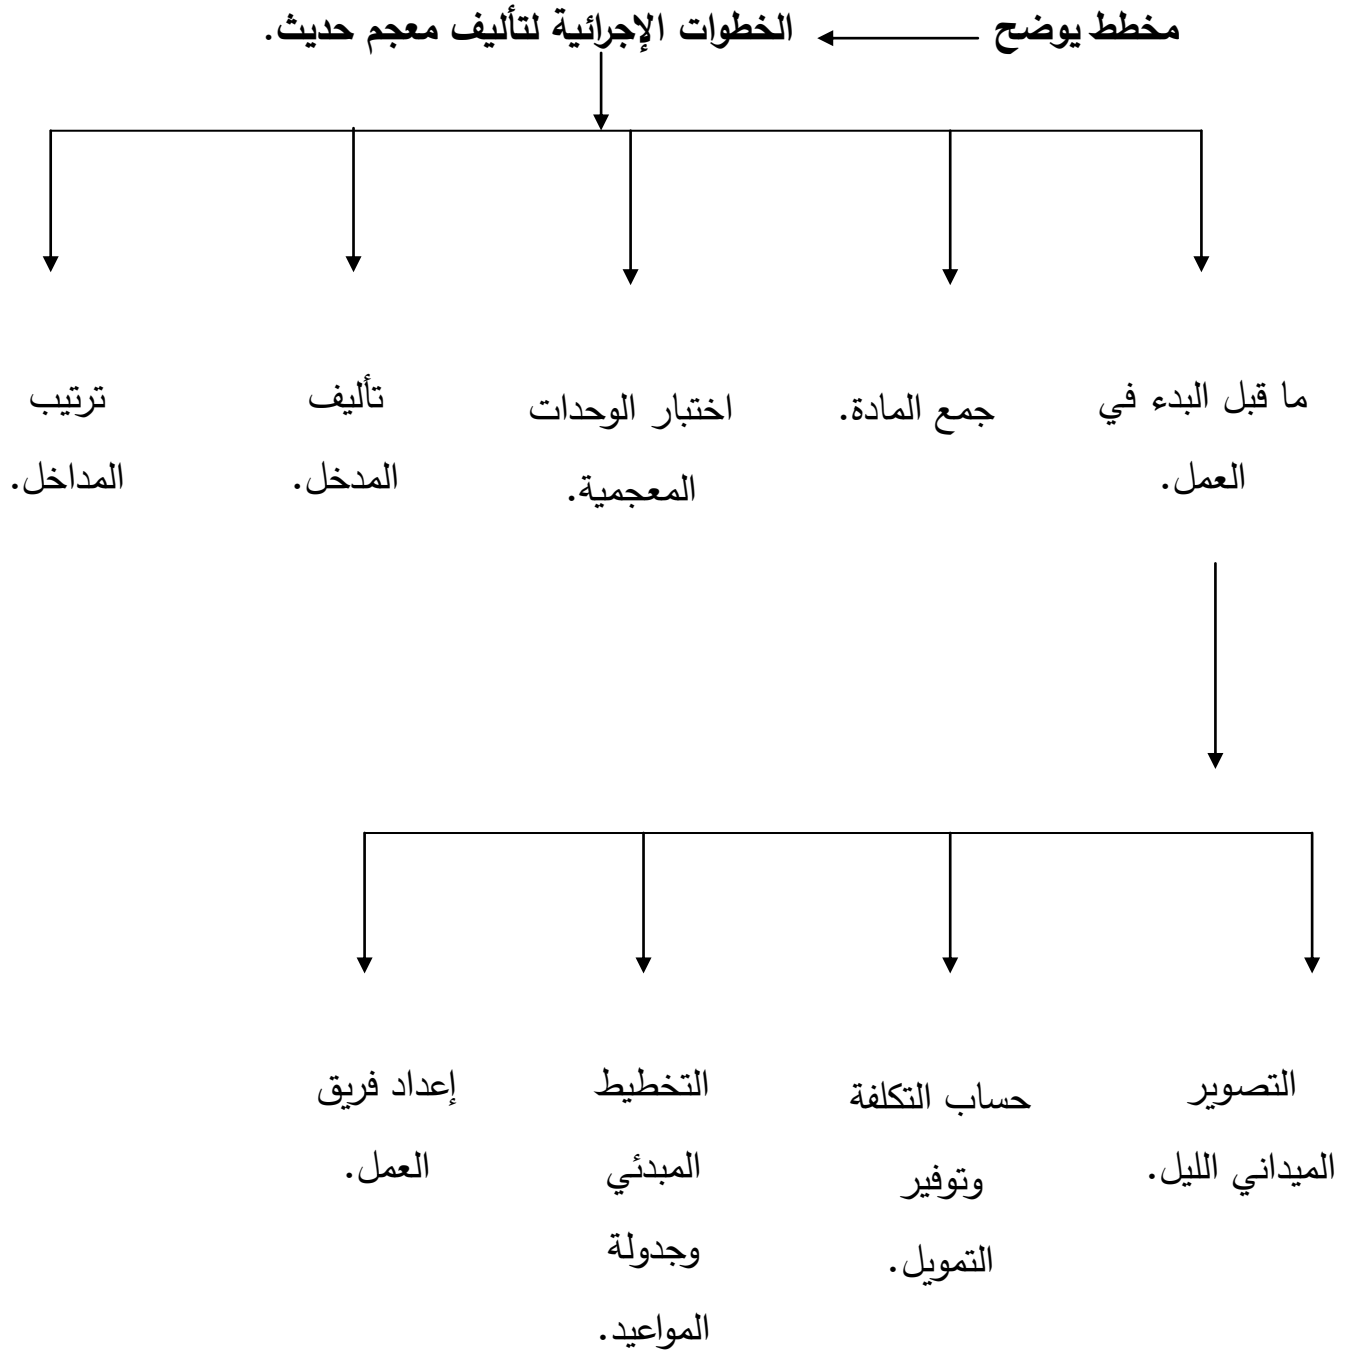 مخطط يوضح الخطوات الإجرائية لتأليف معجم حديث.
ما قبل البدء في
العمل.
جمع المادة.
اختبار الوحدات
المعجمية.
تأليف
المدخل.
ترتيب
المداخل.
التصوير
الميداني الليل.
حساب التكلفة
وتوفير
التمويل.
التخطيط
المبدئي
وجدولة
المواعيد.
إعداد فريق
العمل.